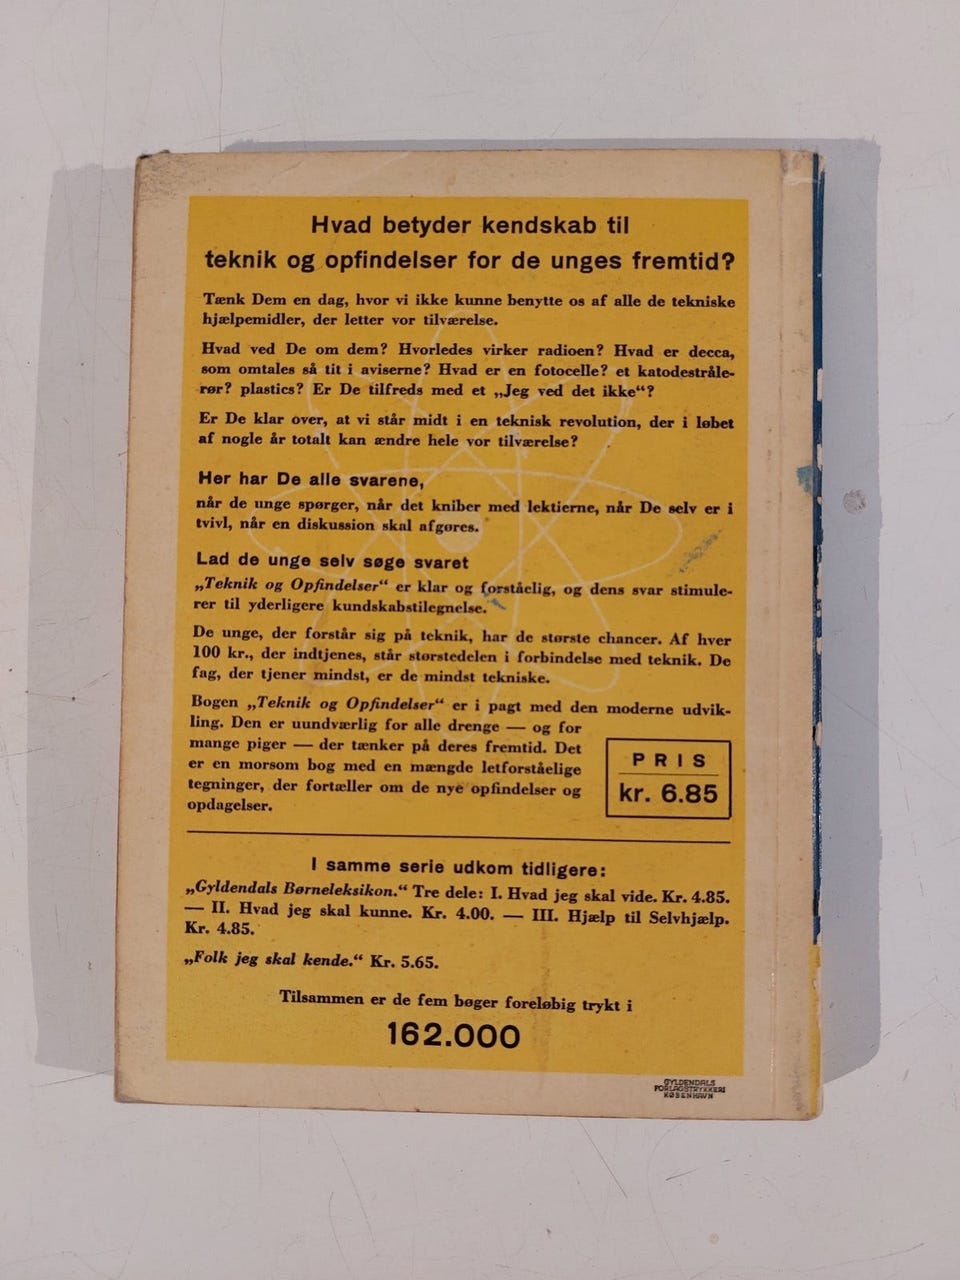 Hvad betyder kendskab til
teknik og opfindelser for de unges fremtid?
Tænk Dem en dag, hvor vi ikke kunne benytte os af alle de tekniske
hjælpemidler, der letter vor tilværelse.
Hvad ved De om dem? Hvorledes virker radioen? Hvad er decca,
som omtales så tit i aviserne? Hvad er en fotocelle? et katodestråle-
rør? plastics? Er De tilfreds med et „Jeg ved det ikke“?
Er De klar over, at vi står midt i en teknisk revolution, der i løbet
af nogle år totalt kan ændre hele vor tilværelse?
Her har De alle svarene,
når de unge spørger, når det kniber med lektierne, når De selv er i
tvivl, når en diskussion skal afgøres.
Lad de unge selv søge svaret
„Teknik og Opfindelser“ er klar og forståelig, og dens svar stimule-
rer til yderligere kundskabstilegnelse.
De unge, der forstår sig på teknik, har de største chancer. Af hver
100 kr., der indtjenes, står størstedelen i forbindelse med teknik. De
fag, der tjener mindst, er de mindst tekniske.
Bogen „Teknik og Opfindelser“ er i pagt med den moderne udvik-
ling. Den er uundværlig for alle drenge — og for
mange piger — der tænker på deres fremtid. Det
er en morsom bog med en mængde letforståelige
tegninger, der fortæller om de nye opfindelser og
opdagelser.
PRIS
kr. 6.85
I samme serie udkom tidligere:
„Gyldendals Børneleksikon.“ Tre dele: I. Hvad jeg skal vide. Kr. 4.85.
— II. Hvad jeg skal kunne. Kr. 4.00. — III. Hjælp til Selvhjælp.
Kr. 4.85.
„Folk jeg skal kende.“ Kr. 5.65.
Tilsammen er de fem bøger foreløbig trykt i
162.000
GYLDENDALS
FORLAGSTRYKKERI
KØBENHAVN